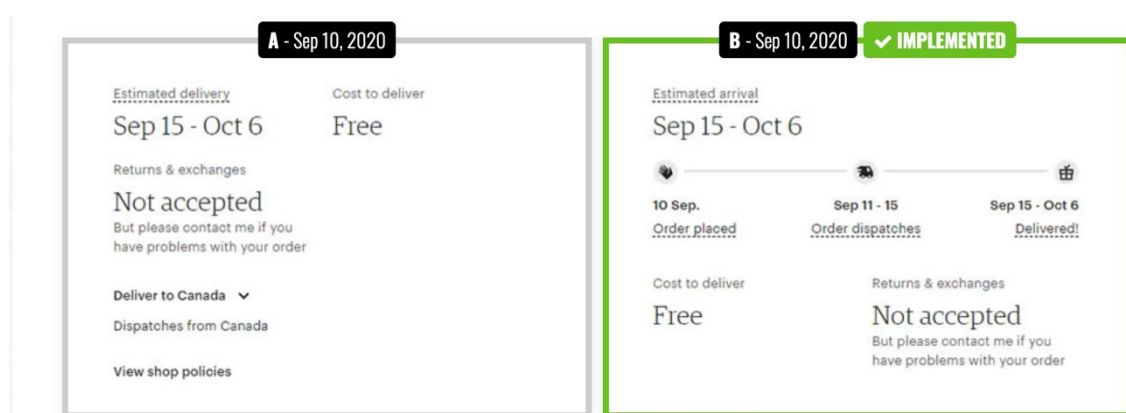 A - Sep 10, 2020
Estimated delivery
Cost to deliver
Sep 15 - Oct 6
Free
Returns & exchanges
Not accepted
But please contact me if you
have problems with your order
Deliver to Canada
Dispatches from Canada
View shop policies
B - Sep 10, 2020
IMPLEMENTED
Estimated arrival
Sep 15 - Oct 6
10 Sep.
Sep 11 - 15
Sep 15 - Oct 6
Order placed
Order dispatches
Delivered!
Cost to deliver
Returns & exchanges
Free
Not accepted
But please contact me if you
have problems with your order